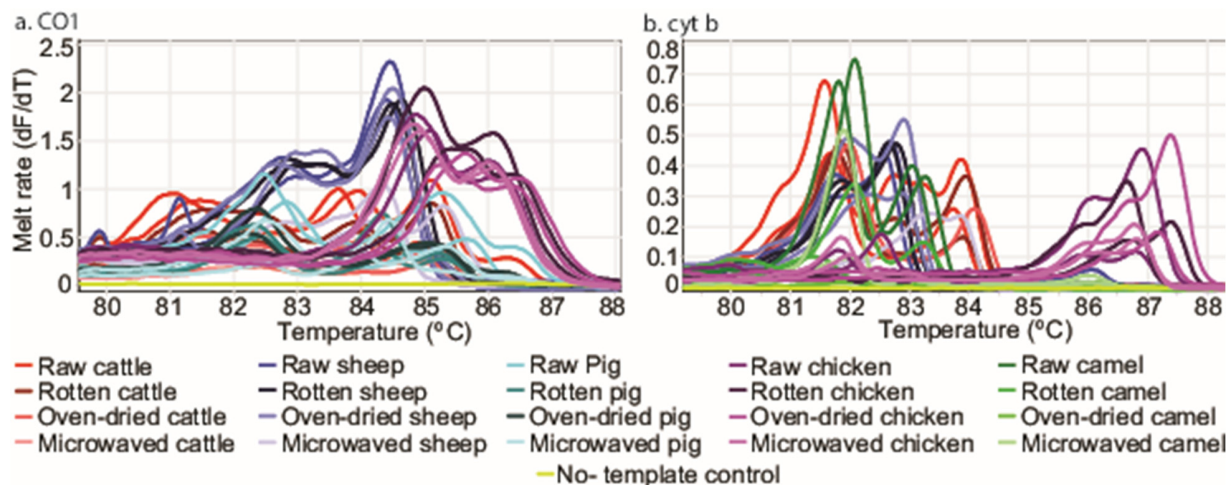 a. CO1
b. cyt b
Melt rate (dF/dT)
2.5
2
1.5
1
0.5
0
80 81 82 83 84 85 86 87 88
Temperature (ºC)
0.8
0.7
0.6
0.5
0.4
0.3
0.2
0.1
0
80 81 82 83 84 85 86 87 88
Temperature (ºC)
Raw cattle Raw sheep Raw Pig Raw chicken Raw camel
Rotten cattle Rotten sheep Rotten pig Rotten chicken Rotten camel
Oven-dried cattle Oven-dried sheep Oven-dried pig Oven-dried chicken Oven-dried camel
Microwaved cattle Microwaved sheep Microwaved pig Microwaved chicken Microwaved camel
No- template control